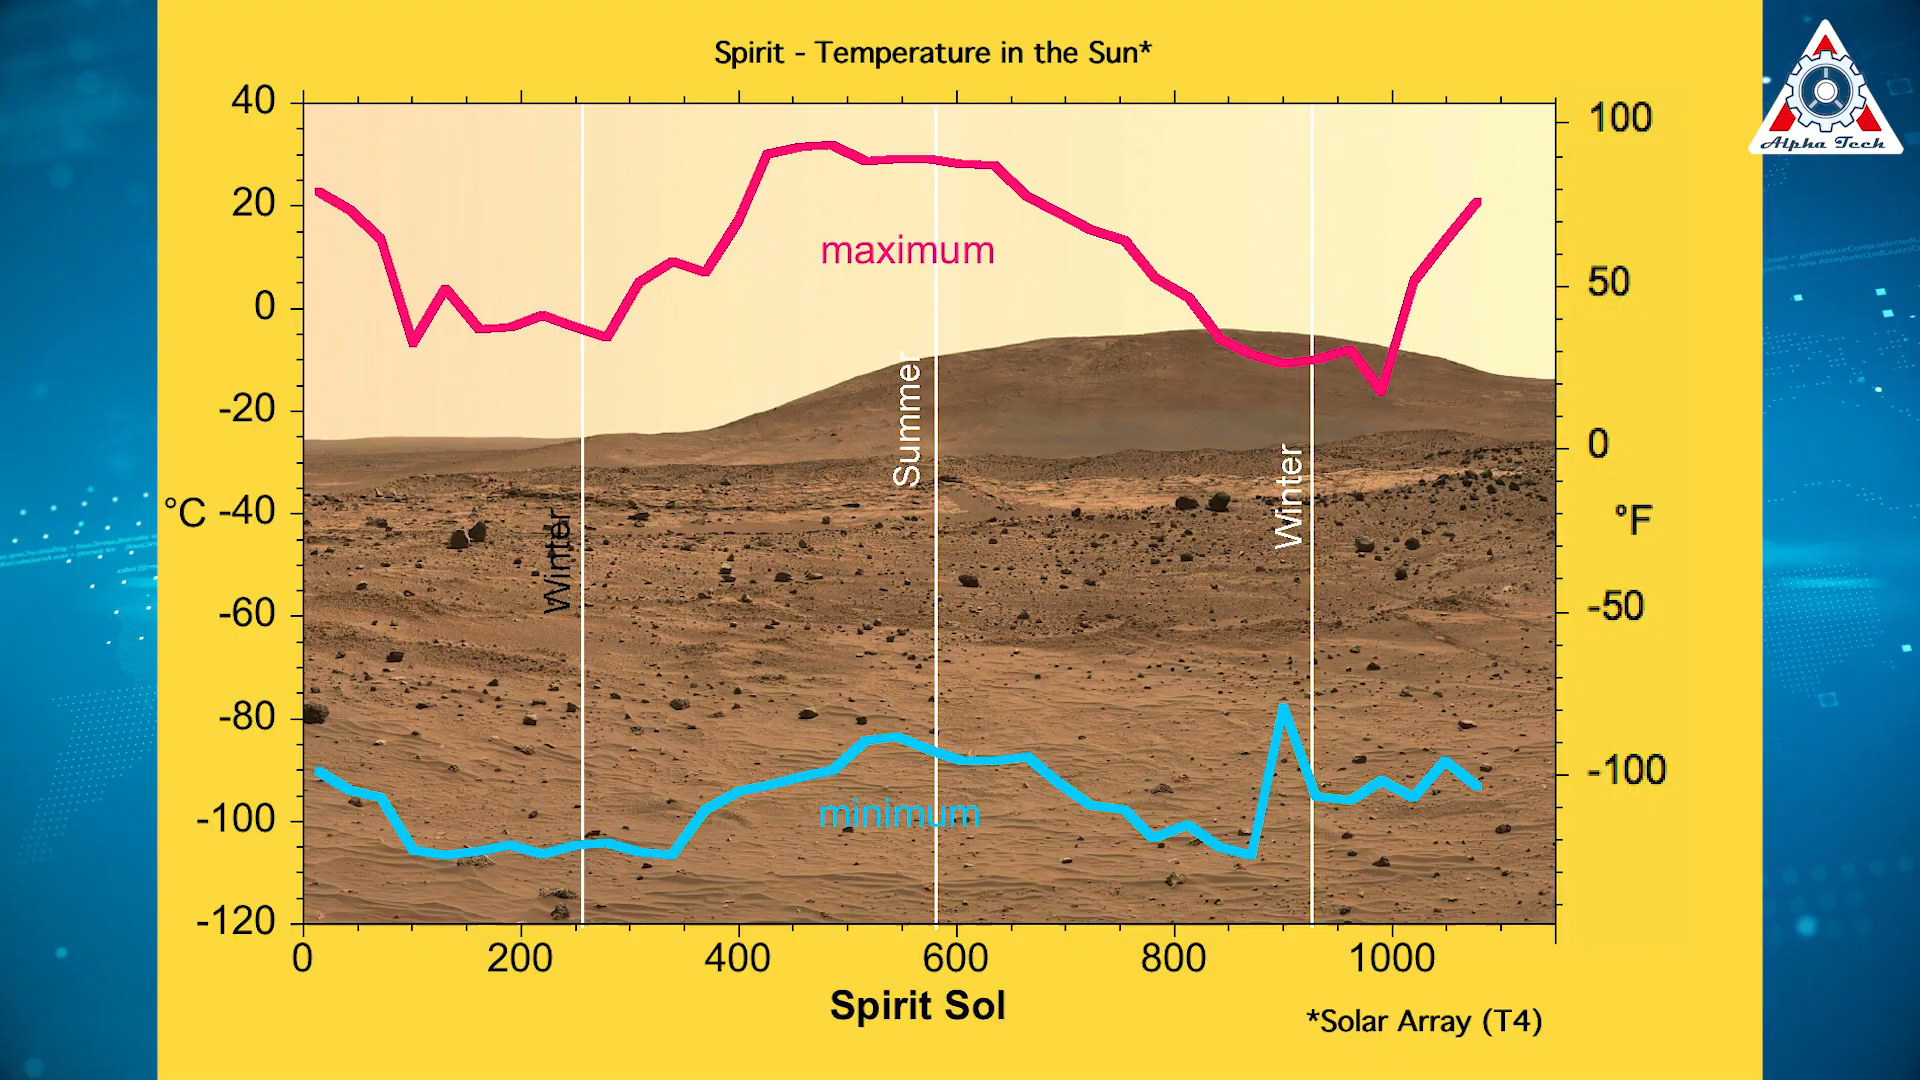 Spirit - Temperature in the Sun*
Alpha Tech
40
20
0
-20
-40
-60
-80
-100
-120
°C
100
50
0
-50
-100
°F
maximum
minimum
Winter
Summer
Winter
0 200 400 600 800 1000
Spirit Sol
*Solar Array (T4)